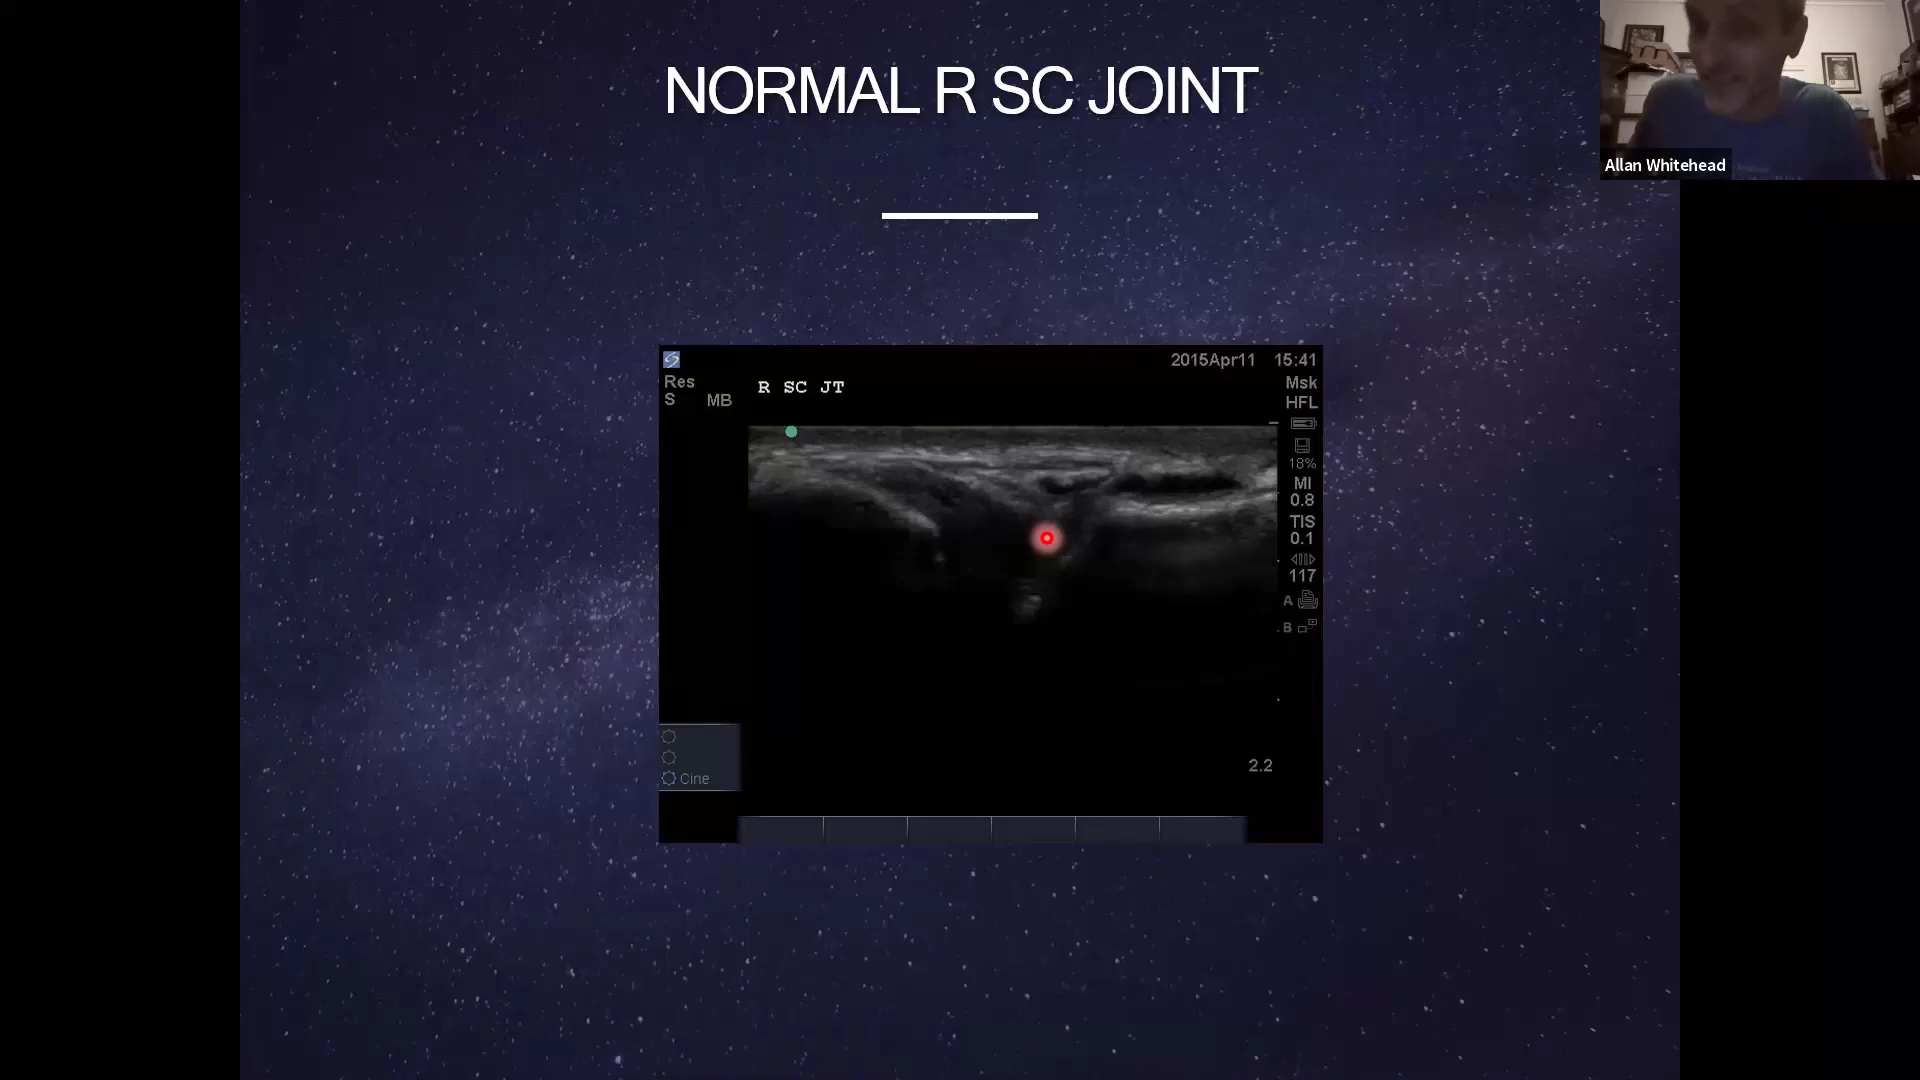 NORMAL R SC JOINT
Allan Whitehead
2015Apr11 15:41
Res
S MB
R SC JT
Msk
HFL
18%
MI
0.8
TIS
0.1
117
A
B
Cine
2.2